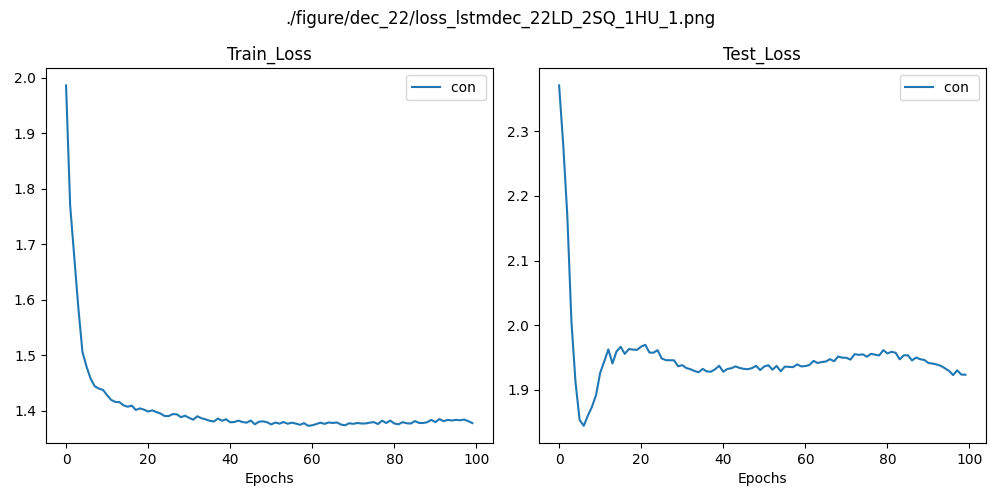 ./figure/dec_22/loss_lstmdec_22LD_2SQ_1HU_1.png
Train_Loss
con
2.0
1.9
1.8
1.7
1.6
1.5
1.4
0 20 40 60 80 100
Epochs
Test_Loss
con
2.3
2.2
2.1
2.0
1.9
0 20 40 60 80 100
Epochs